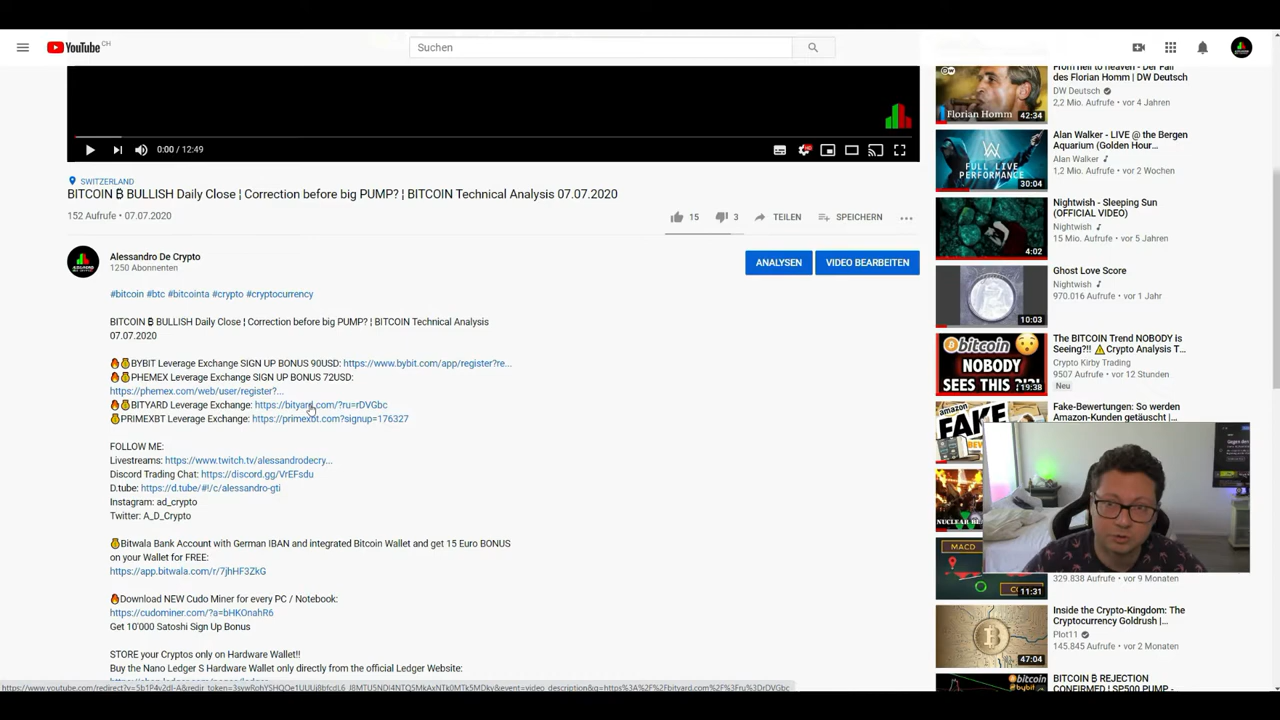 YouTube CH
Suchen
0:00 / 12:49
SWITZERLAND
BITCOIN ₿ BULLISH Daily Close ¦ Correction before big PUMP? ¦ BITCOIN Technical Analysis 07.07.2020
152 Aufrufe • 07.07.2020
15
3
TEILEN
SPEICHERN
Alessandro De Crypto
1250 Abonnenten
ANALYSEN
VIDEO BEARBEITEN
#bitcoin #btc #bitcointa #crypto #cryptocurrency
BITCOIN ₿ BULLISH Daily Close ¦ Correction before big PUMP? ¦ BITCOIN Technical Analysis
07.07.2020
🔥💰BYBIT Leverage Exchange SIGN UP BONUS 90USD: https://www.bybit.com/app/register?re...
🔥💰PHEMEX Leverage Exchange SIGN UP BONUS 72USD:
https://phemex.com/web/user/register?...
🔥💰BITYARD Leverage Exchange: https://bityard.com/?ru=rDVGbc
💰PRIMEXBT Leverage Exchange: https://primexbt.com?signup=176327
FOLLOW ME:
Livestreams: https://www.twitch.tv/alessandrodecry...
Discord Trading Chat: https://discord.gg/VrEFsdu
D.tube: https://d.tube/#!/c/alessandro-gti
Instagram: ad_crypto
Twitter: A_D_Crypto
💰Bitwala Bank Account with German IBAN and integrated Bitcoin Wallet and get 15 Euro BONUS
on your Wallet for FREE:
https://app.bitwala.com/r/7jhHF3ZkG
🔥Download NEW Cudo Miner for every PC / Notebook:
https://cudominer.com/?a=bHKOnahR6
Get 10'000 Satoshi Sign Up Bonus
STORE your Cryptos only on Hardware Wallet!!
Buy the Nano Ledger S Hardware Wallet only directly from the official Ledger Website:
From hell to heaven - Der Fall
des Florian Homm | DW Deutsch
DW Deutsch
2,2 Mio. Aufrufe • vor 4 Jahren
Florian Homm
42:34
Alan Walker - LIVE @ the Bergen
Aquarium (Golden Hour...
Alan Walker
1,2 Mio. Aufrufe • vor 2 Wochen
FULL LIVE
PERFORMANCE
30:04
Nightwish - Sleeping Sun
(OFFICIAL VIDEO)
Nightwish
15 Mio. Aufrufe • vor 5 Jahren
4:02
Ghost Love Score
Nightwish
970.016 Aufrufe • vor 1 Jahr
10:03
The BITCOIN Trend NOBODY is
Seeing?!! ⚠Crypto Analysis T...
Crypto Kirby Trading
9707 Aufrufe • vor 12 Stunden
Neu
bitcoin
NOBODY
SEES THIS
19:38
Fake-Bewertungen: So werden
Amazon-Kunden getäuscht |...
amazon
FAKE
MACD
329.838 Aufrufe • vor 9 Monaten
11:31
Inside the Crypto-Kingdom: The
Cryptocurrency Goldrush |...
Plot11
145.845 Aufrufe • vor 2 Monaten
47:04
BITCOIN ₿ REJECTION
CONFIRMED ¦ SP500 PUMP -
bitcoin